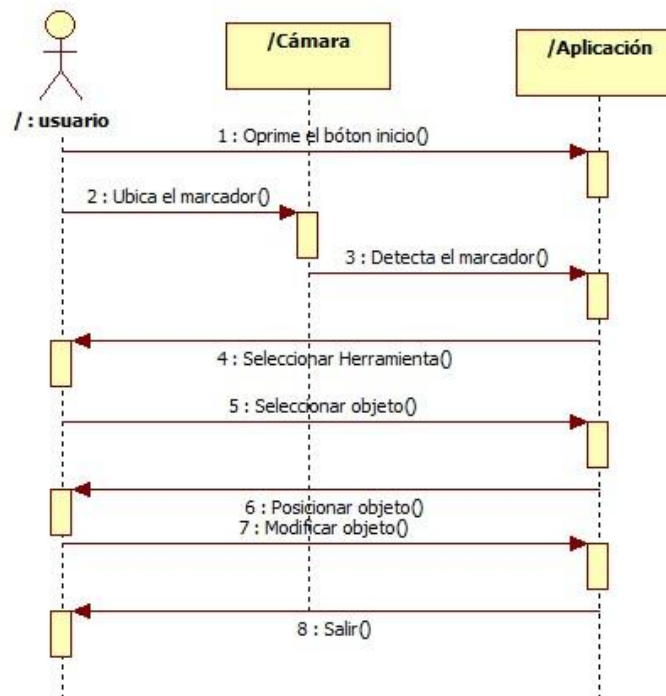 /Cámara
/Aplicación
/ : usuario
1 : Oprime el bóton inicio()
2 : Ubica el marcador()
3 : Detecta el marcador()
4 : Seleccionar Herramienta()
5 : Seleccionar objeto()
6 : Posicionar objeto()
7 : Modificar objeto()
8 : Salir()